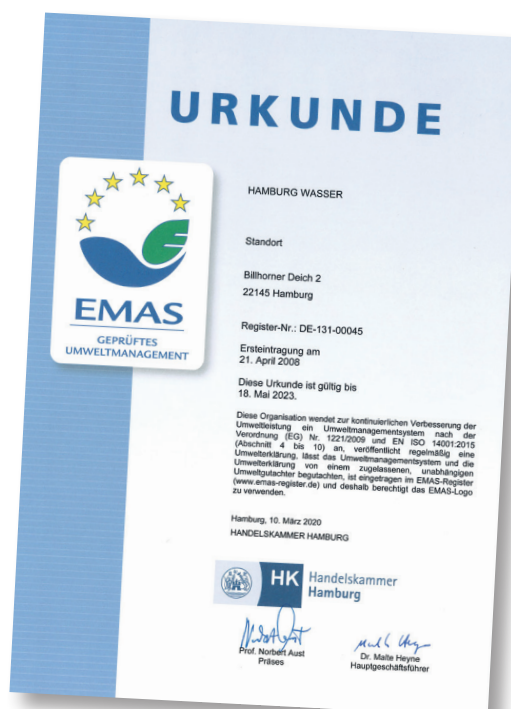 URKUNDE
HAMBURG WASSER
Standort
Billhorner Deich 2
22145 Hamburg
EMAS
GEPRÜFTES
UMWELTMANAGEMENT
Register-Nr.: DE-131-00045
Ersteintragung am
21. April 2008
Diese Urkunde ist gültig bis
18. Mai 2023.
Diese Organisation wendet zur kontinuierlichen Verbesserung der
Umweltleistung ein Umweltmanagementsystem nach der
Verordnung (EG) Nr. 1221/2009 und EN ISO 14001:2015
(Abschnitt 4 bis 10) an, veröffentlicht regelmäßig eine
Umwelterklärung, lässt das Umweltmanagementsystem und die
Umwelterklärung von einem zugelassenen, unabhängigen
Umweltgutachter begutachten, ist eingetragen im EMAS-Register
(www.emas-register.de) und deshalb berechtigt das EMAS-Logo
zu verwenden.
Hamburg, 10. März 2020
HANDELSKAMMER HAMBURG
HK Handelskammer
Hamburg
Prof. Norbert Aust
Präses
Dr. Malte Heyne
Hauptgeschäftsführer